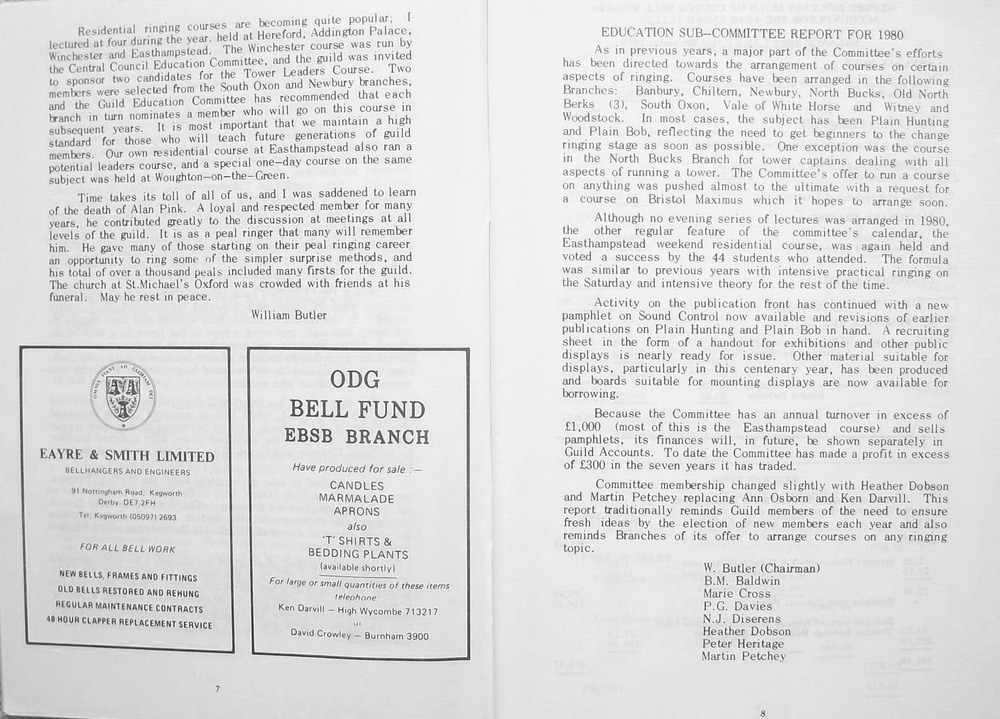 Residential ringing courses are becoming quite popular; I
lectured at four during the year, held at Hereford, Addington Palace,
Winchester and Easthampstead. The Winchester course was run by
the Central Council Education Committee, and the guild was invited
to sponsor two candidates for the Tower Leaders Course. Two
members were selected from the South Oxon and Newbury branches,
and the Guild Education Committee has recommended that each
branch in turn nominates a member who will go on this course in
subsequent years. It is most important that we maintain a high
standard for those who will teach future generations of guild
members. Our own residential course at Easthampstead also ran a
potential leaders course, and a special one-day course on the same
subject was held at Woughton-on-the-Green.
Time takes its toll of all of us, and I was saddened to learn
of the death of Alan Pink. A loyal and respected member for many
years, he contributed greatly to the discussion at meetings at all
levels of the guild. It is as a peal ringer that many will remember
him. He gave many of those starting on their peal ringing career
an opportunity to ring some of the simpler surprise methods, and
his total of over a thousand peals included many firsts for the guild.
The church at St.Michael's Oxford was crowded with friends at his
funeral. May he rest in peace.
William Butler
OMNIA FIANT AD GLORIAM DEI
EAYRE & SMITH LIMITED
BELLHANGERS AND ENGINEERS
91 Nottingham Road, Kegworth
Derby DE7 2FH
Tel. Kegworth (05097) 2693
FOR ALL BELL WORK
NEW BELLS, FRAMES AND FITTINGS
OLD BELLS RESTORED AND REHUNG
REGULAR MAINTENANCE CONTRACTS
48 HOUR CLAPPER REPLACEMENT SERVICE
ODG
BELL FUND
EBSB BRANCH
Have produced for sale :—
CANDLES
MARMALADE
APRONS
also
'T' SHIRTS &
BEDDING PLANTS
(available shortly)
For large or small quantities of these items
telephone
Ken Darvill — High Wycombe 713217
or
David Crowley — Burnham 3900
7
EDUCATION SUB-COMMITTEE REPORT FOR 1980
As in previous years, a major part of the Committee's efforts
has been directed towards the arrangement of courses on certain
aspects of ringing. Courses have been arranged in the following
Branches: Banbury, Chiltern, Newbury, North Bucks, Old North
Berks (3), South Oxon, Vale of White Horse and Witney and
Woodstock. In most cases, the subject has been Plain Hunting
and Plain Bob, reflecting the need to get beginners to the change
ringing stage as soon as possible. One exception was the course
in the North Bucks Branch for tower captains dealing with all
aspects of running a tower. The Committee's offer to run a course
on anything was pushed almost to the ultimate with a request for
a course on Bristol Maximus which it hopes to arrange soon.
Although no evening series of lectures was arranged in 1980,
the other regular feature of the committee's calendar, the
Easthampstead weekend residential course, was again held and
voted a success by the 44 students who attended. The formula
was similar to previous years with intensive practical ringing on
the Saturday and intensive theory for the rest of the time.
Activity on the publication front has continued with a new
pamphlet on Sound Control now available and revisions of earlier
publications on Plain Hunting and Plain Bob in hand. A recruiting
sheet in the form of a handout for exhibitions and other public
displays is nearly ready for issue. Other material suitable for
displays, particularly in this centenary year, has been produced
and boards suitable for mounting displays are now available for
borrowing.
Because the Committee has an annual turnover in excess of
£1,000 (most of this is the Easthampstead course) and sells
pamphlets, its finances will, in future, be shown separately in
Guild Accounts. To date the Committee has made a profit in excess
of £300 in the seven years it has traded.
Committee membership changed slightly with Heather Dobson
and Martin Petchey replacing Ann Osborn and Ken Darvill. This
report traditionally reminds Guild members of the need to ensure
fresh ideas by the election of new members each year and also
reminds Branches of its offer to arrange courses on any ringing
topic.
W. Butler (Chairman)
B.M. Baldwin
Marie Cross
P.G. Davies
N.J. Diserens
Heather Dobson
Peter Heritage
Martin Petchey
8